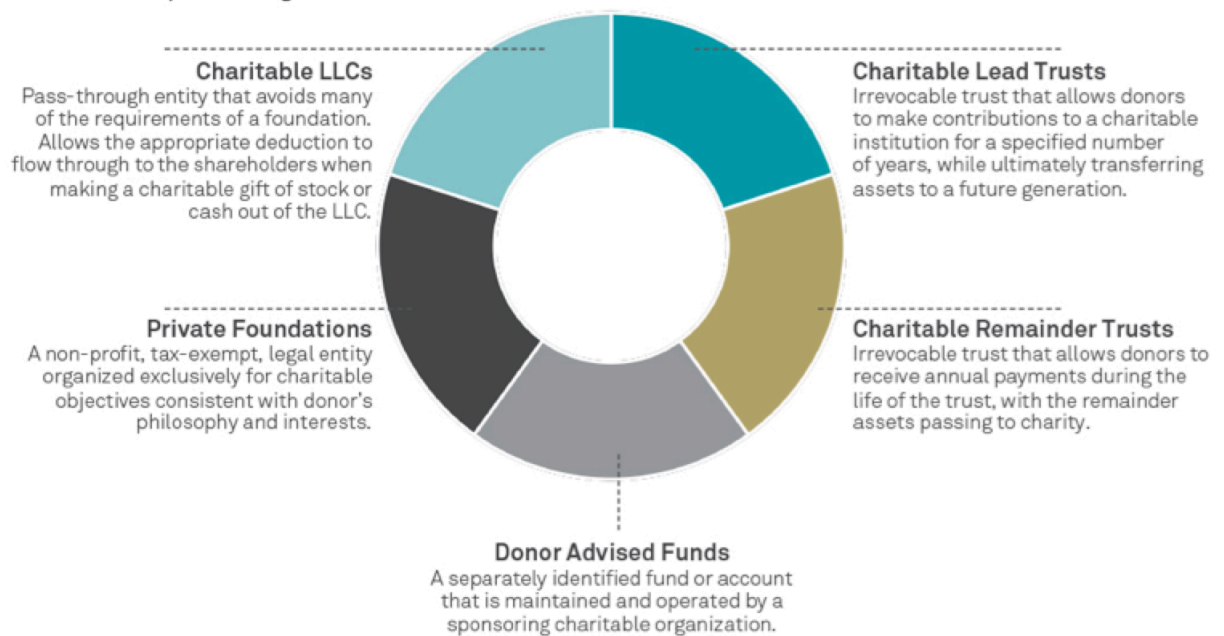 Charitable LLCs
Pass-through entity that avoids many
of the requirements of a foundation.
Allows the appropriate deduction to
flow through to the shareholders when
making a charitable gift of stock or
cash out of the LLC.
Charitable Lead Trusts
Irrevocable trust that allows donors
to make contributions to a charitable
institution for a specified number
of years, while ultimately transferring
assets to a future generation.
Private Foundations
A non-profit, tax-exempt, legal entity
organized exclusively for charitable
objectives consistent with donor's
philosophy and interests.
Charitable Remainder Trusts
Irrevocable trust that allows donors to
receive annual payments during the
life of the trust, with the remainder
assets passing to charity.
Donor Advised Funds
A separately identified fund or account
that is maintained and operated by a
sponsoring charitable organization.